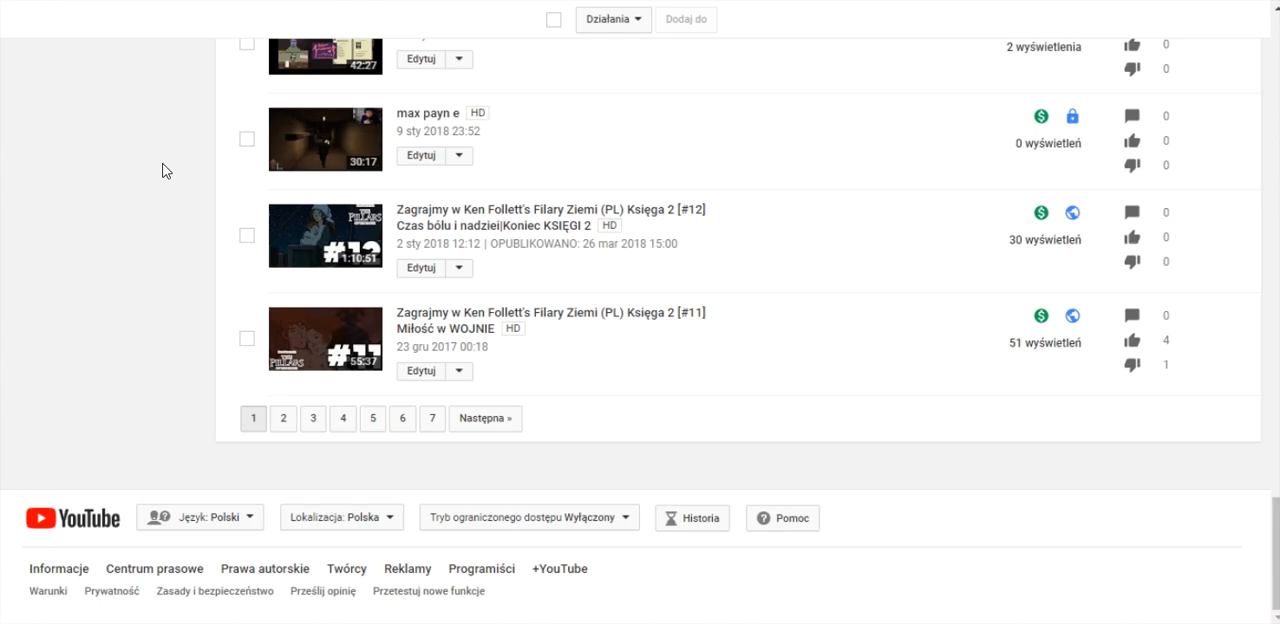 Działania
Dodaj do
42:27
Edytuj
2 wyświetlenia
0
0
max payn e HD
9 sty 2018 23:52
30:17
Edytuj
0 wyświetleń
0
0
0
Zagrajmy w Ken Follett's Filary Ziemi (PL) Księga 2 [#12]
Czas bólu i nadziei|Koniec KSIĘGI 2 HD
2 sty 2018 12:12 | OPUBLIKOWANO: 26 mar 2018 15:00
THE PILLARS
#12
1:10:51
Edytuj
30 wyświetleń
0
0
0
Zagrajmy w Ken Follett's Filary Ziemi (PL) Księga 2 [#11]
Miłość w WOJNIE HD
23 gru 2017 00:18
THE PILLARS
#11
55:37
Edytuj
51 wyświetleń
0
4
1
1 2 3 4 5 6 7 Następna »
YouTube
Język: Polski
Lokalizacja: Polska
Tryb ograniczonego dostępu Wyłączony
Historia
Pomoc
Informacje Centrum prasowe Prawa autorskie Twórcy Reklamy Programiści +YouTube
Warunki Prywatność Zasady i bezpieczeństwo Prześlij opinię Przetestuj nowe funkcje